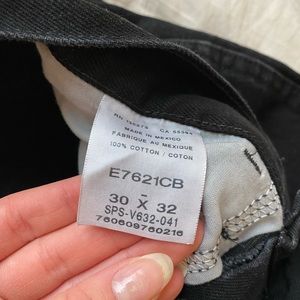 MADE IN MEXICO
FABRIQUE AU MEXIQUE
100% COTTON / COTON
E7621CB
-
30 X 32
SPS-V632-041
760609760216